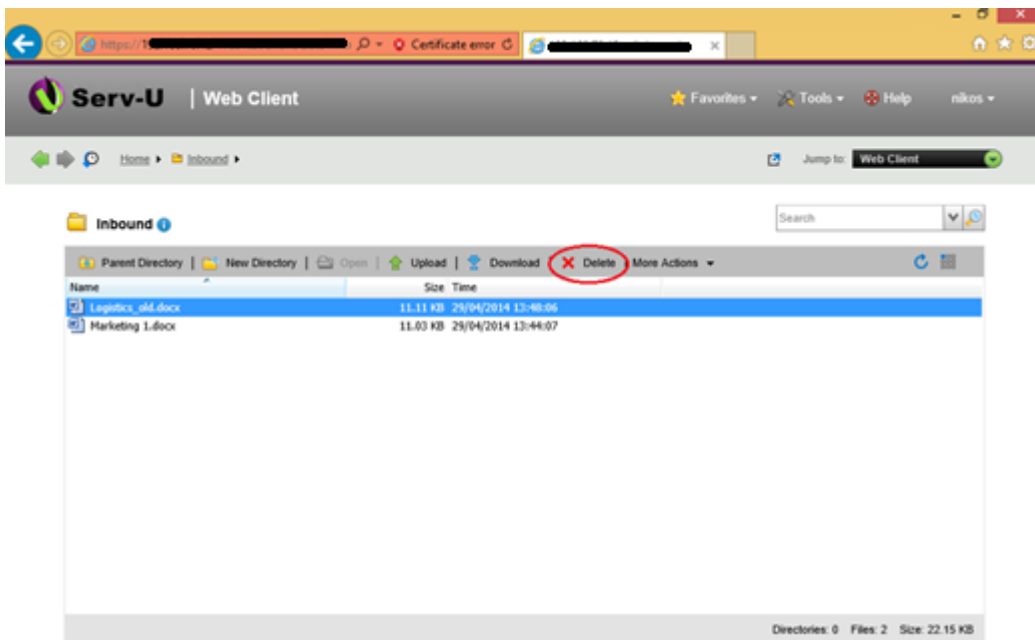 https://1 Certificate error
Serv-U | Web Client Favorites Tools Help nikos
Home Inbound Jump to: Web Client
Inbound Search
Parent Directory | New Directory | Open | Upload | Download | Delete | More Actions
Name Size Time
Logistics_old.docx 11.11 KB 29/04/2014 13:48:06
Marketing 1.docx 11.03 KB 29/04/2014 13:44:07
Directories: 0 Files: 2 Size: 22.15 KB